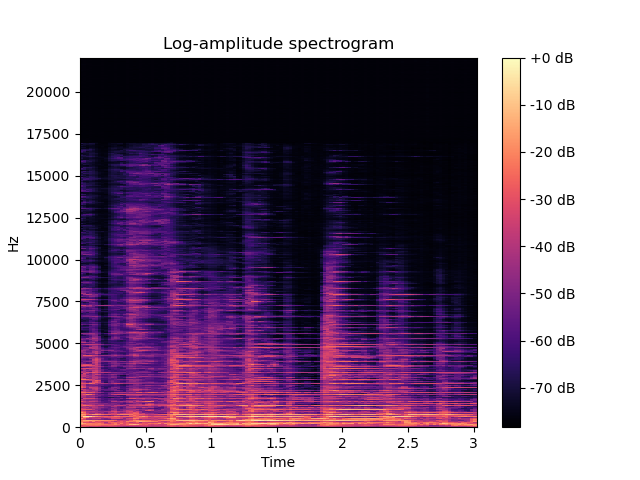 Log-amplitude spectrogram
Hz
20000
17500
15000
12500
10000
7500
5000
2500
0
0 0.5 1 1.5 2 2.5 3
Time
+0 dB
-10 dB
-20 dB
-30 dB
-40 dB
-50 dB
-60 dB
-70 dB